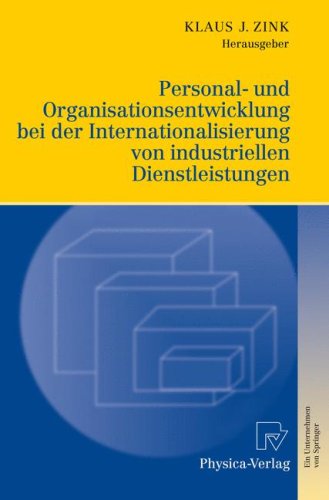 KLAUS J. ZINK
Herausgeber
Personal- und
Organisationsentwicklung
bei der Internationalisierung
von industriellen
Dienstleistungen
Physica-Verlag
Ein Unternehmen
von Springer